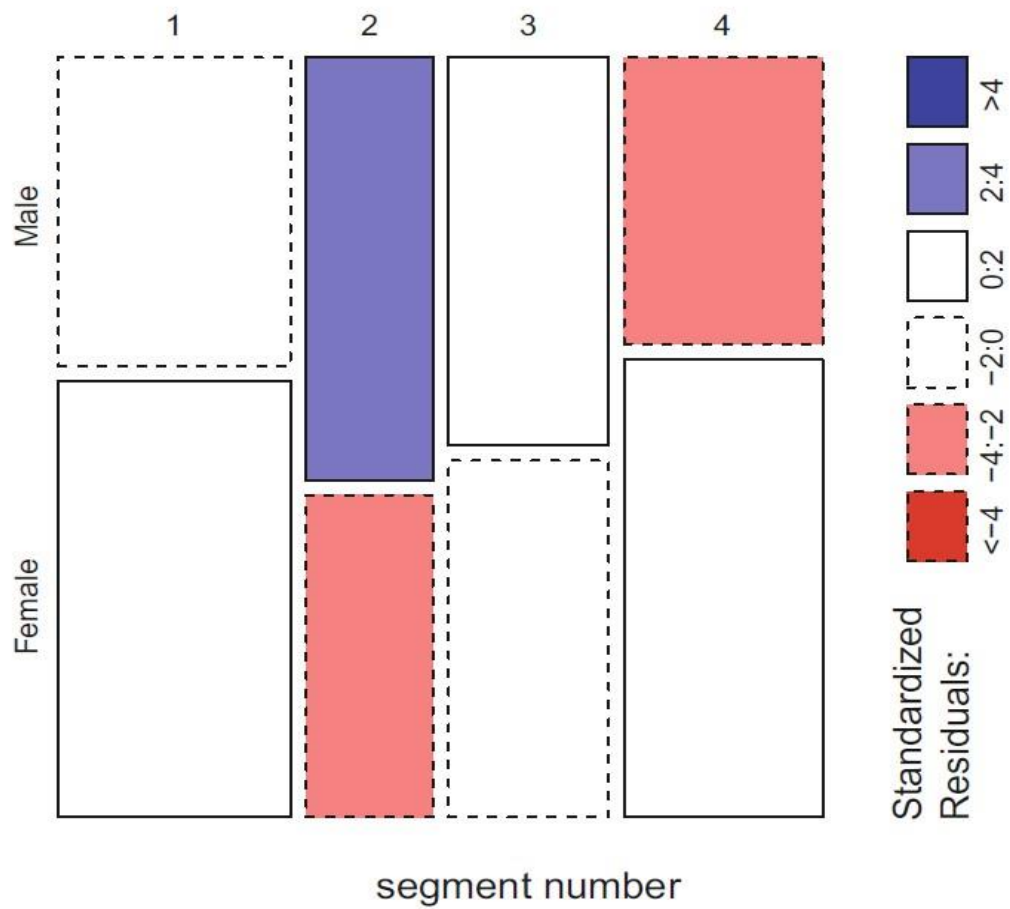 1 2 3 4
Male
Female
segment number
Standardized
Residuals:
<−4
−4:−2
−2:0
0:2
2:4
>4